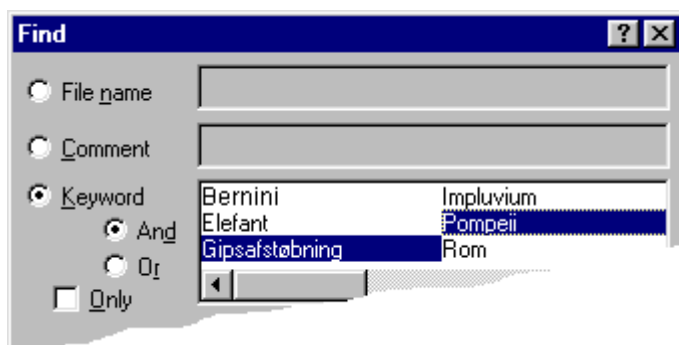 Find
File name
Comment
Keyword
Bernini Impluvium
And
Elefant Pompeii
Gipsafstøbning Rom
Or
Only